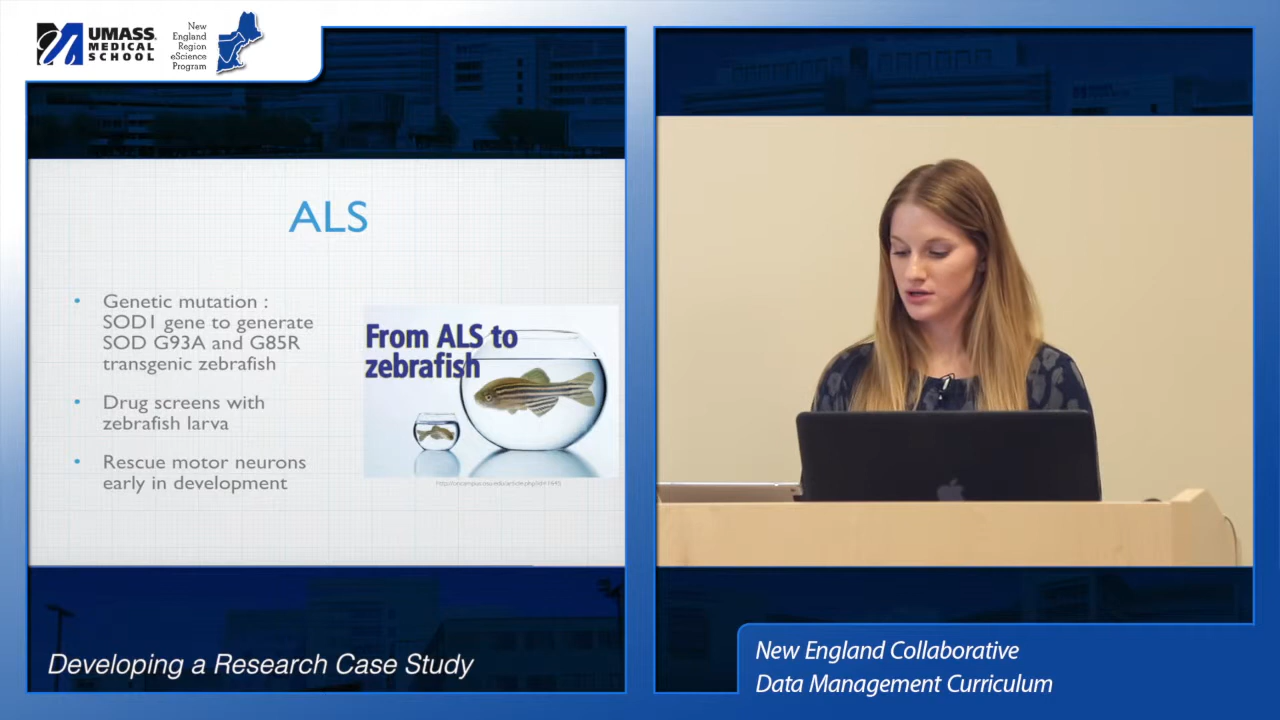 UMASS
MEDICAL
SCHOOL
New
England
Region
eScience
Program
ALS
• Genetic mutation :
SOD1 gene to generate
SOD G93A and G85R
transgenic zebrafish
• Drug screens with
zebrafish larva
• Rescue motor neurons
early in development
From ALS to
zebrafish
Developing a Research Case Study
New England Collaborative
Data Management Curriculum